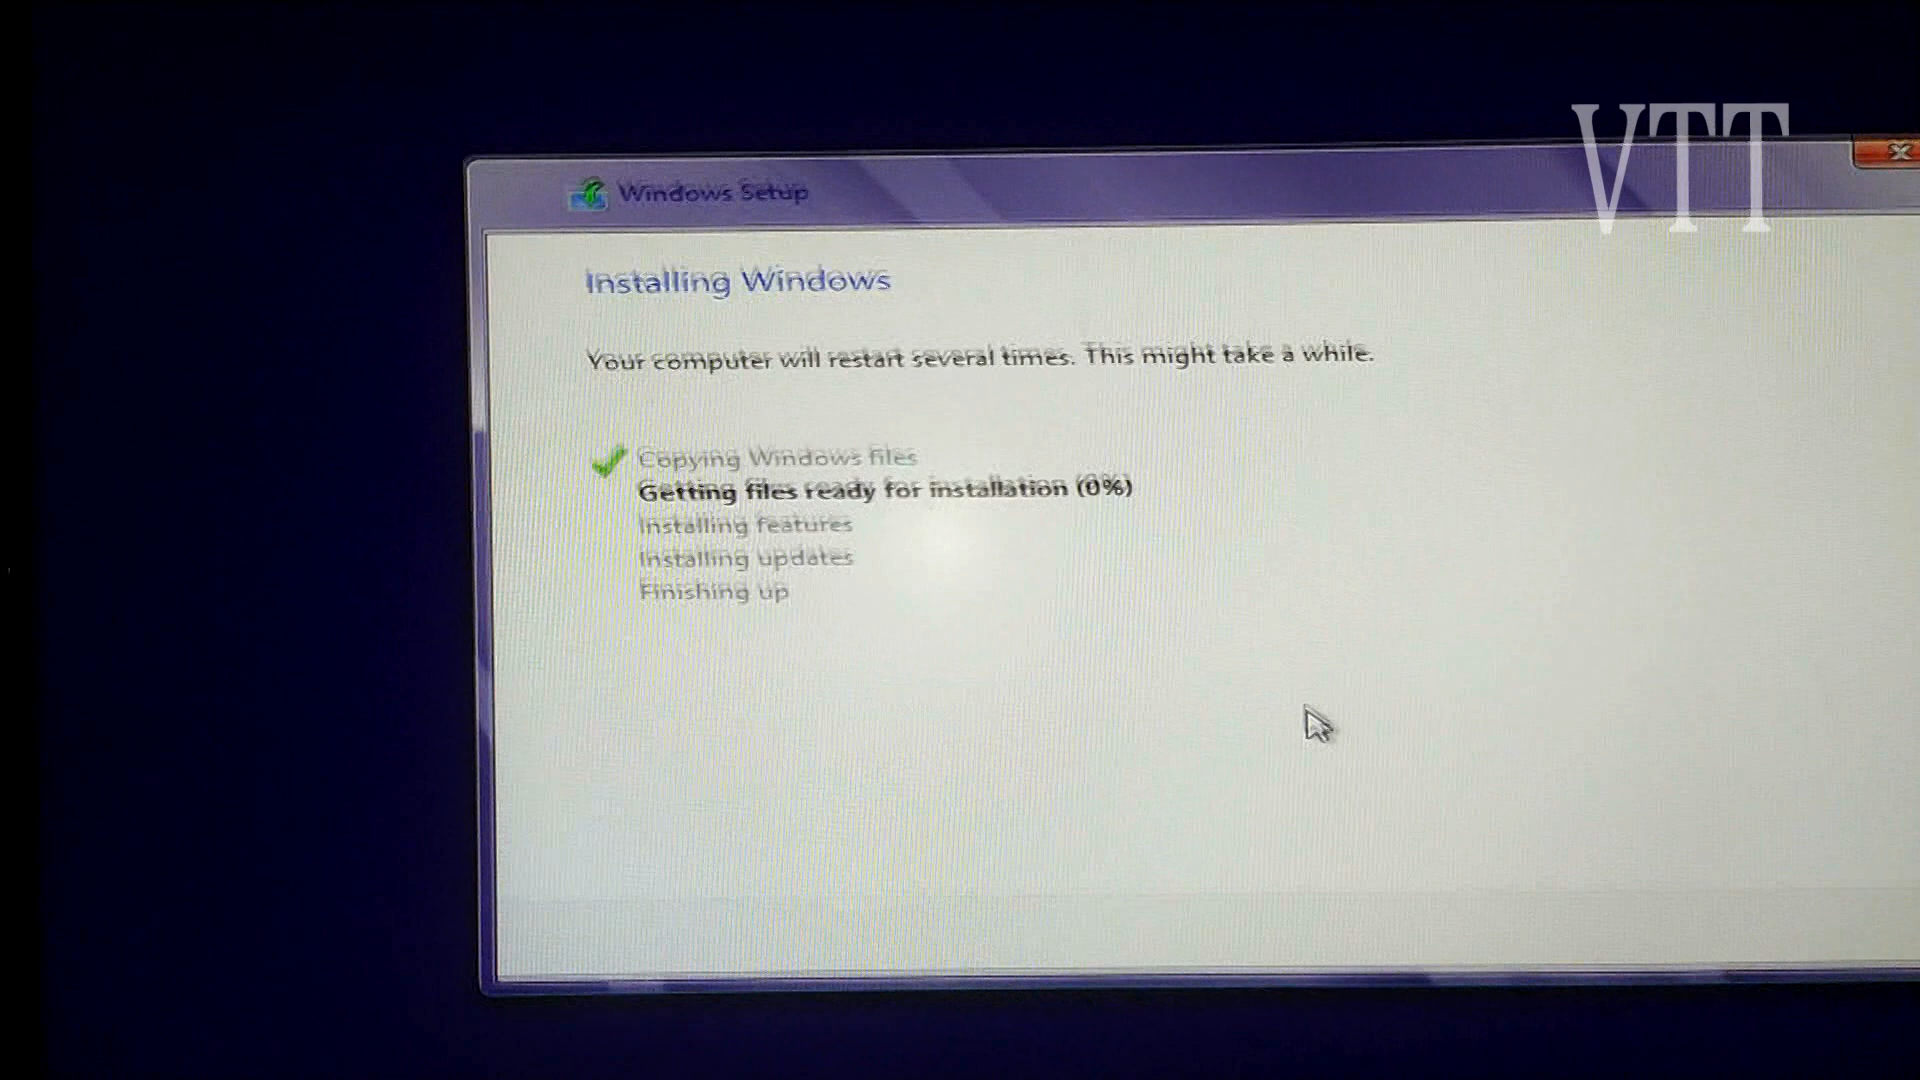 VTT
Windows Setup
Installing Windows
Your computer will restart several times. This might take a while.
Copying Windows files
Getting files ready for installation (0%)
Installing features
Installing updates
Finishing up